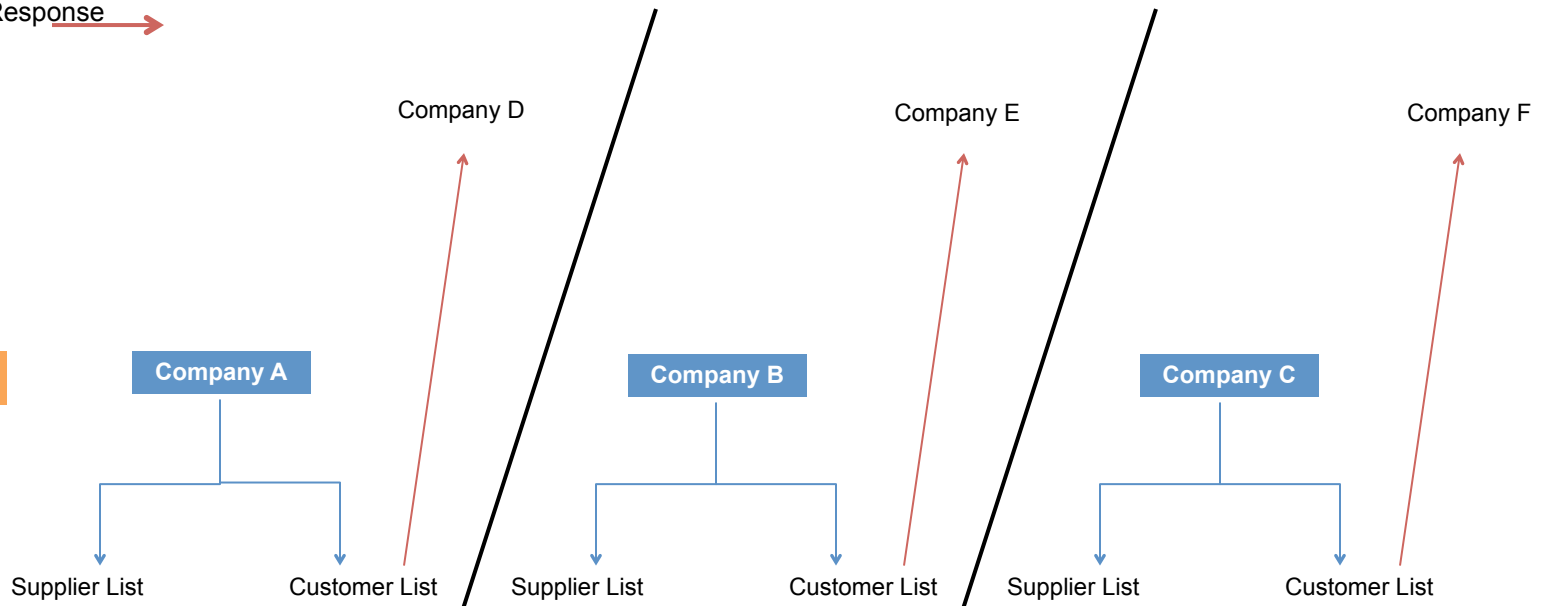 Response
Company D
Company E
Company F
Company A
Company B
Company C
Supplier List
Customer List
Supplier List
Customer List
Supplier List
Customer List